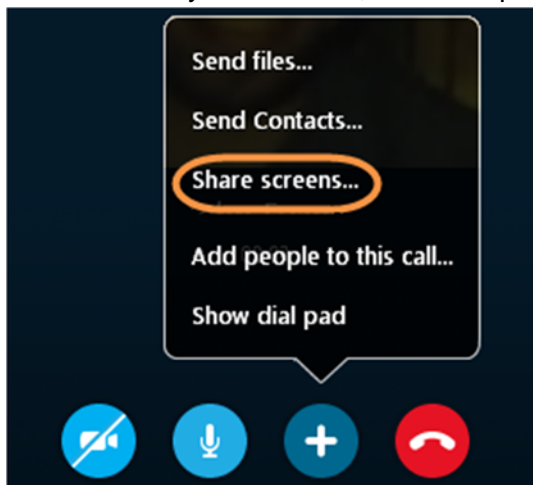 Send files...
Send Contacts...
Share screens...
Add people to this call...
Show dial pad